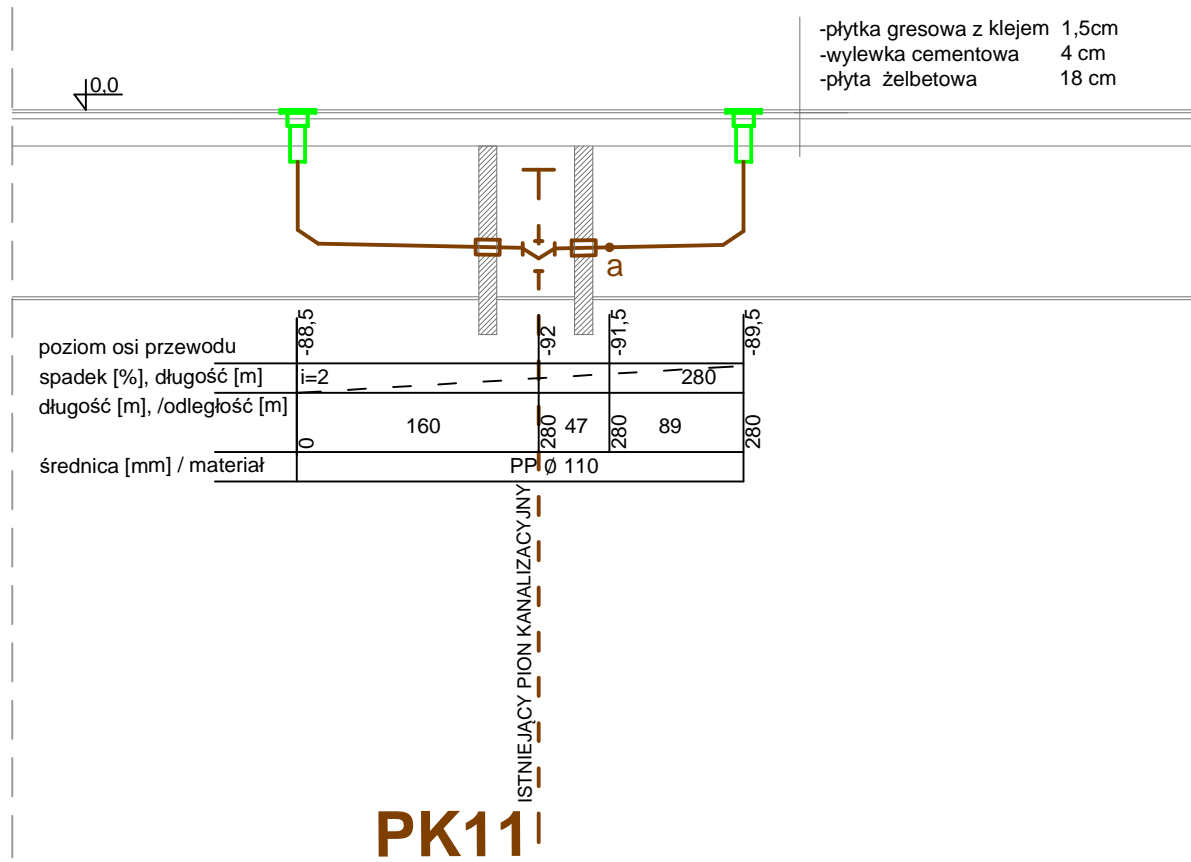 -płytka gresowa z klejem 1,5cm
-wylewka cementowa 4 cm
-płyta żelbetowa 18 cm
0,0
a
poziom osi przewodu -88,5 -92 -91,5 -89,5
spadek [%], długość [m] i=2 280
długość [m], /odległość [m]
160 47 89
0 280 280 280
średnica [mm] / materiał PP Ø 110
ISTNIEJĄCY PION KANALIZACYJNY
PK11